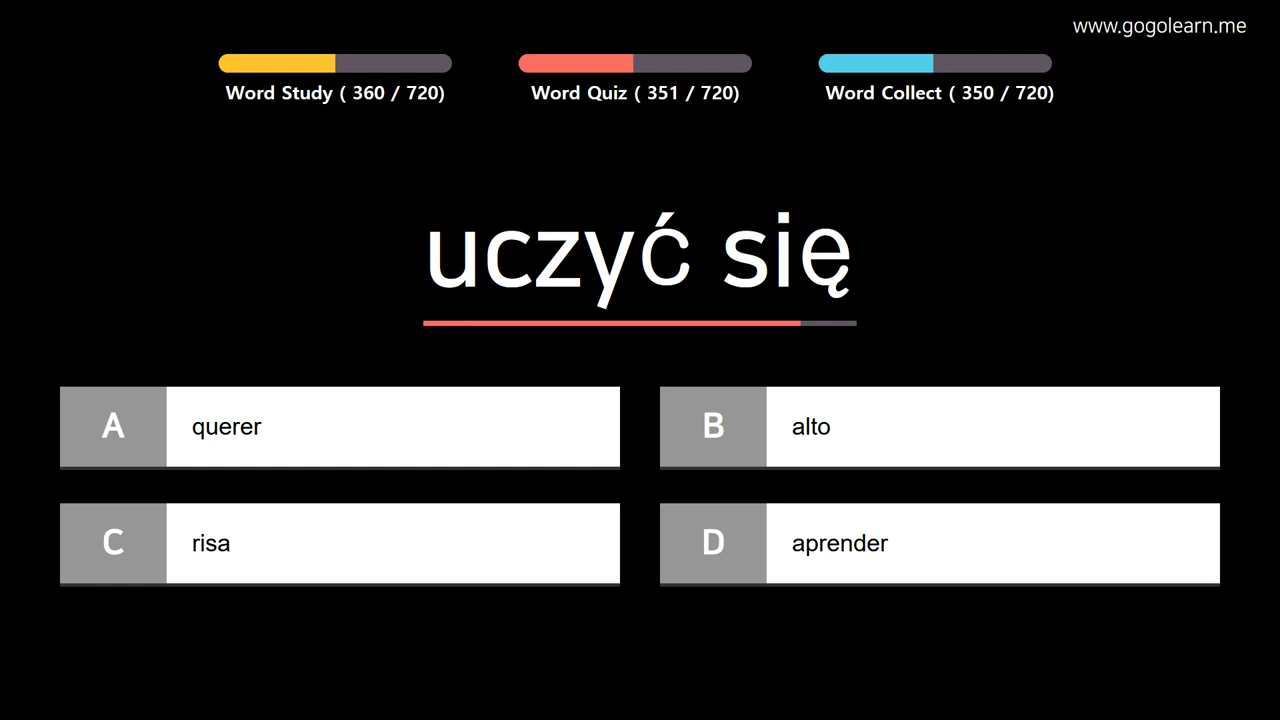 www.gogolearn.me
Word Study ( 360 / 720)
Word Quiz ( 351 / 720)
Word Collect ( 350 / 720)
uczyć się
A querer
B alto
C risa
D aprender